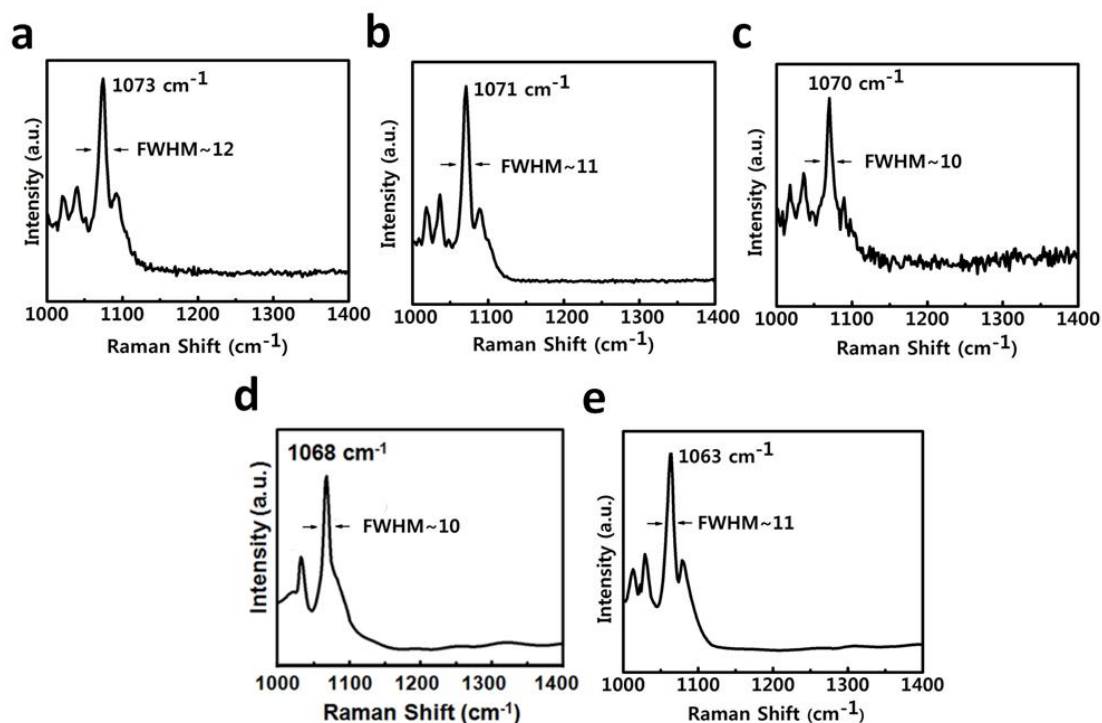 a
1073 cm-1
FWHM~12
Intensity (a.u.)
1000 1100 1200 1300 1400
Raman Shift (cm-1)
b
1071 cm-1
FWHM~11
Intensity (a.u.)
1000 1100 1200 1300 1400
Raman Shift (cm-1)
c
1070 cm-1
FWHM~10
Intensity (a.u.)
1000 1100 1200 1300 1400
Raman Shift (cm-1)
d
1068 cm-1
FWHM~10
Intensity (a.u.)
1000 1100 1200 1300 1400
Raman Shift (cm-1)
e
1063 cm-1
FWHM~11
Intensity (a.u.)
1000 1100 1200 1300 1400
Raman Shift (cm-1)